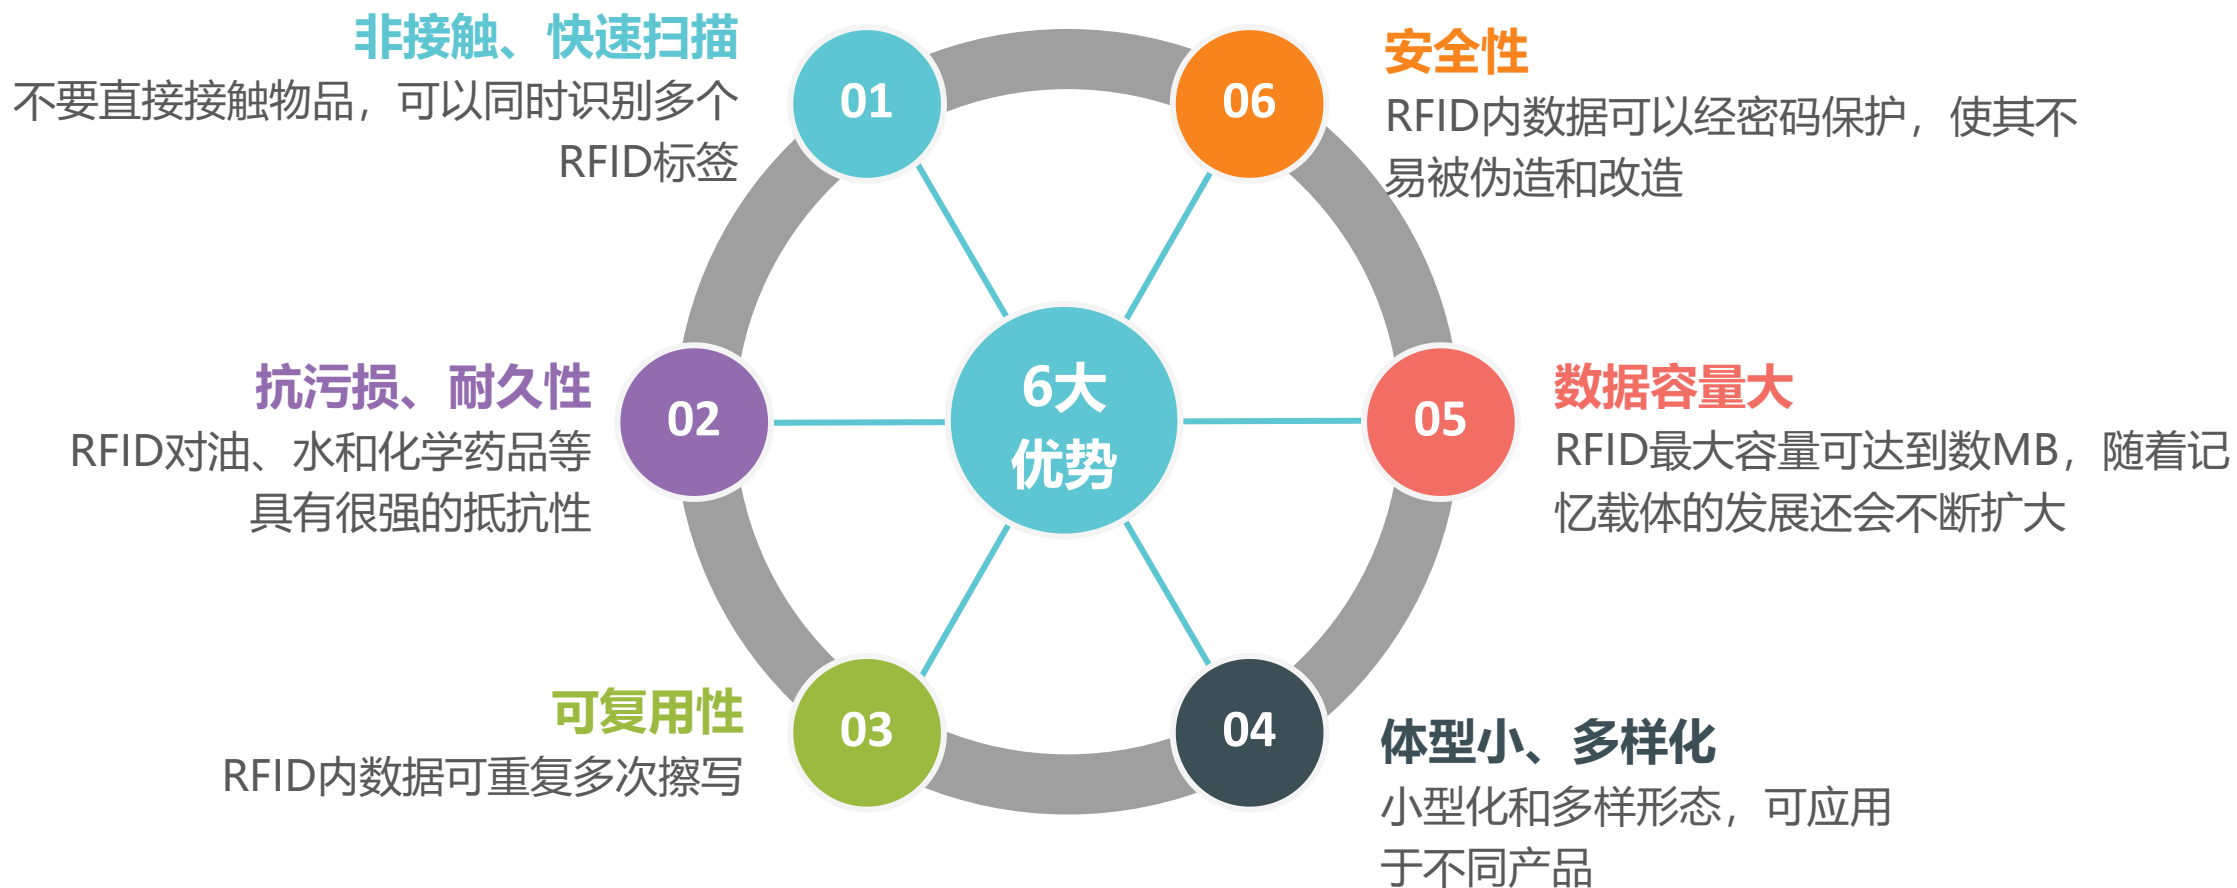 非接触、快速扫描
不要直接接触物品，可以同时识别多个
RFID标签
01
抗污损、耐久性
RFID对油、水和化学药品等
具有很强的抵抗性
02
可复用性
RFID内数据可重复多次擦写
03
6大
优势
06
安全性
RFID内数据可以经密码保护，使其不
易被伪造和改造
05
数据容量大
RFID最大容量可达到数MB，随着记
忆载体的发展还会不断扩大
04
体型小、多样化
小型化和多样形态，可应用
于不同产品